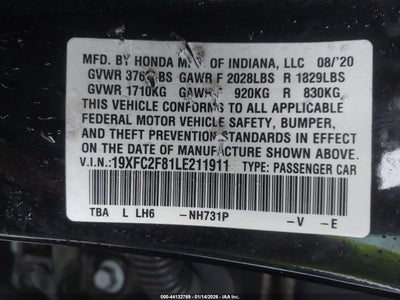 MFD. BY HONDA MFG OF INDIANA, LLC 08/'20
GVWR LBS GAWR F 2028LBS R 1829LBS
GVWR 1710KG GAWR 920KG R 830KG
THIS VEHICLE CONFORMS TO ALL APPLICABLE
FEDERAL MOTOR VEHICLE SAFETY, BUMPER,
AND THEFT PREVENTION STANDARDS IN EFFECT
ON THE DATE OF MANUFACTURE SHOWN ABOVE.
V.I.N.:19XFC2F81LE211911 TYPE: PASSENGER CAR
TBA L LH6 -NH731P -V -E
000-44132769 | 01/14/2026 | IAA Inc.